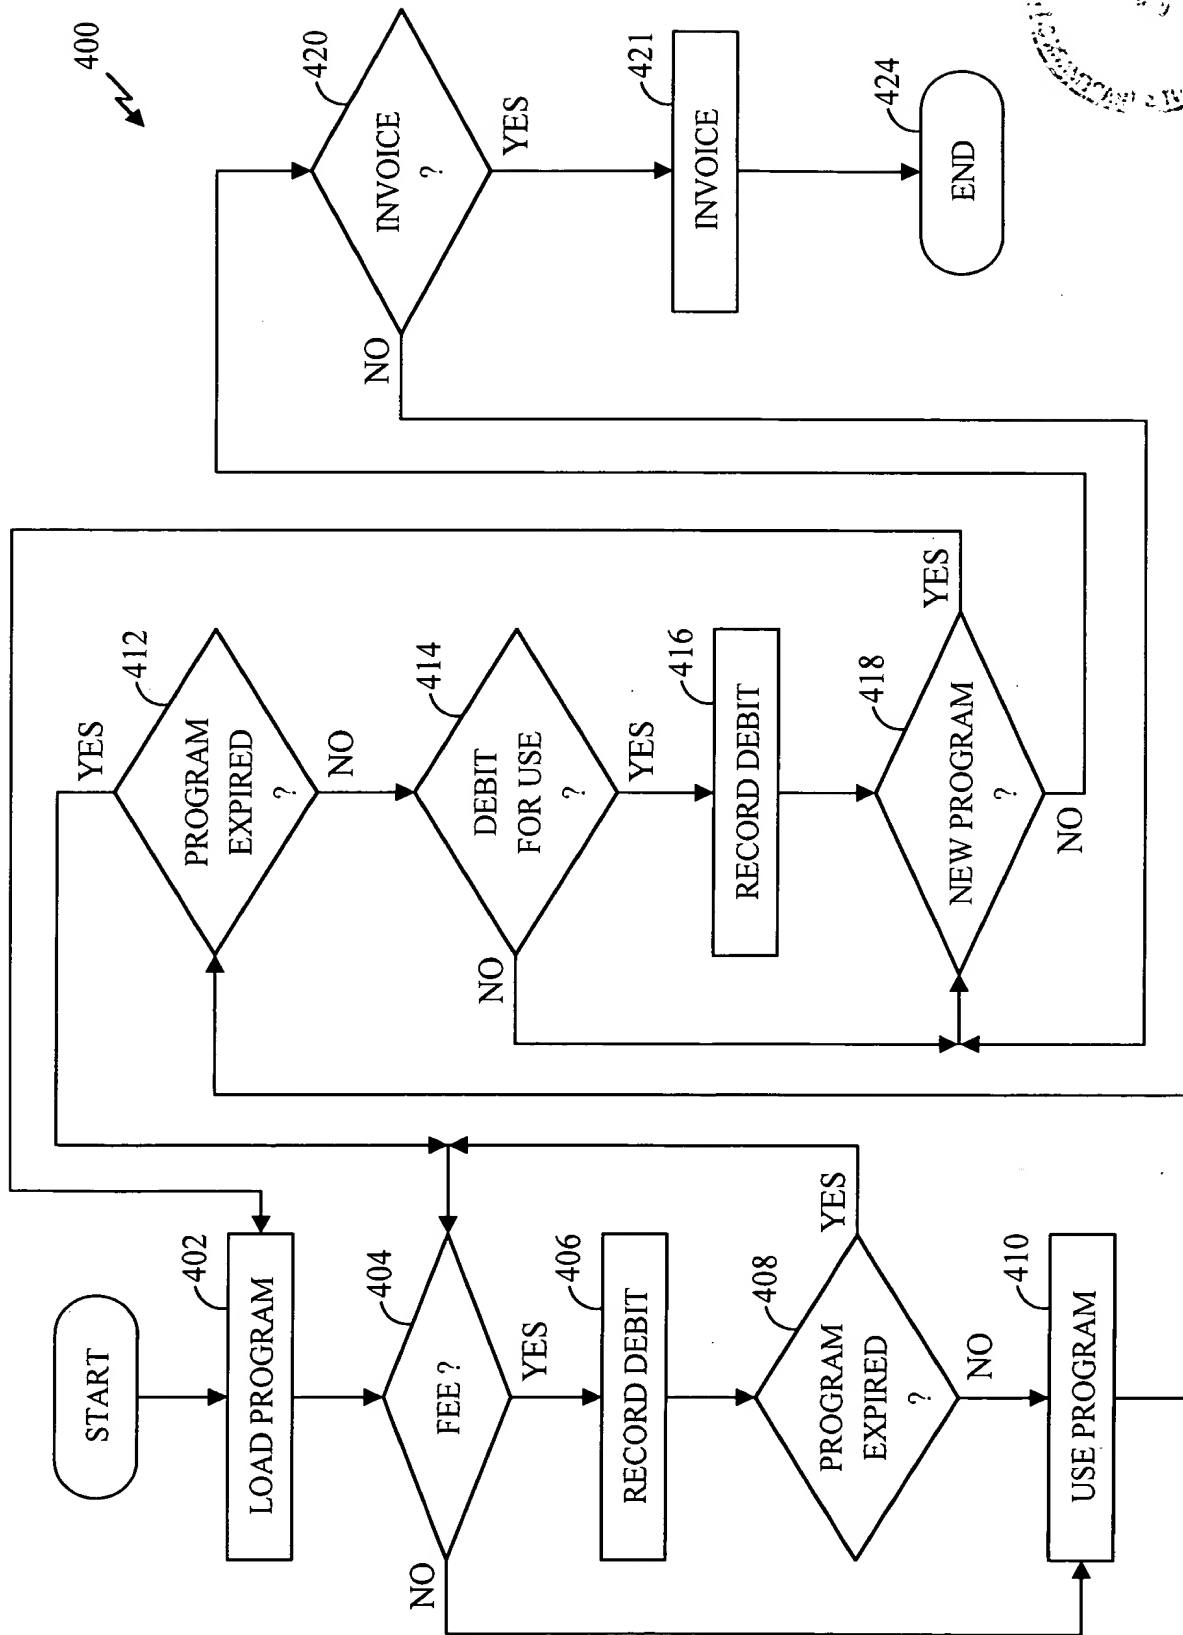 400
START
LOAD PROGRAM
402
FEE ?
404
NO
YES
RECORD DEBIT
406
PROGRAM
EXPIRED
?
408
YES
NO
USE PROGRAM
410
YES
PROGRAM
EXPIRED
?
412
NO
DEBIT
FOR USE
?
414
NO
YES
RECORD DEBIT
416
NEW PROGRAM
?
418
YES
NO
INVOICE
?
420
NO
YES
INVOICE
421
END
424